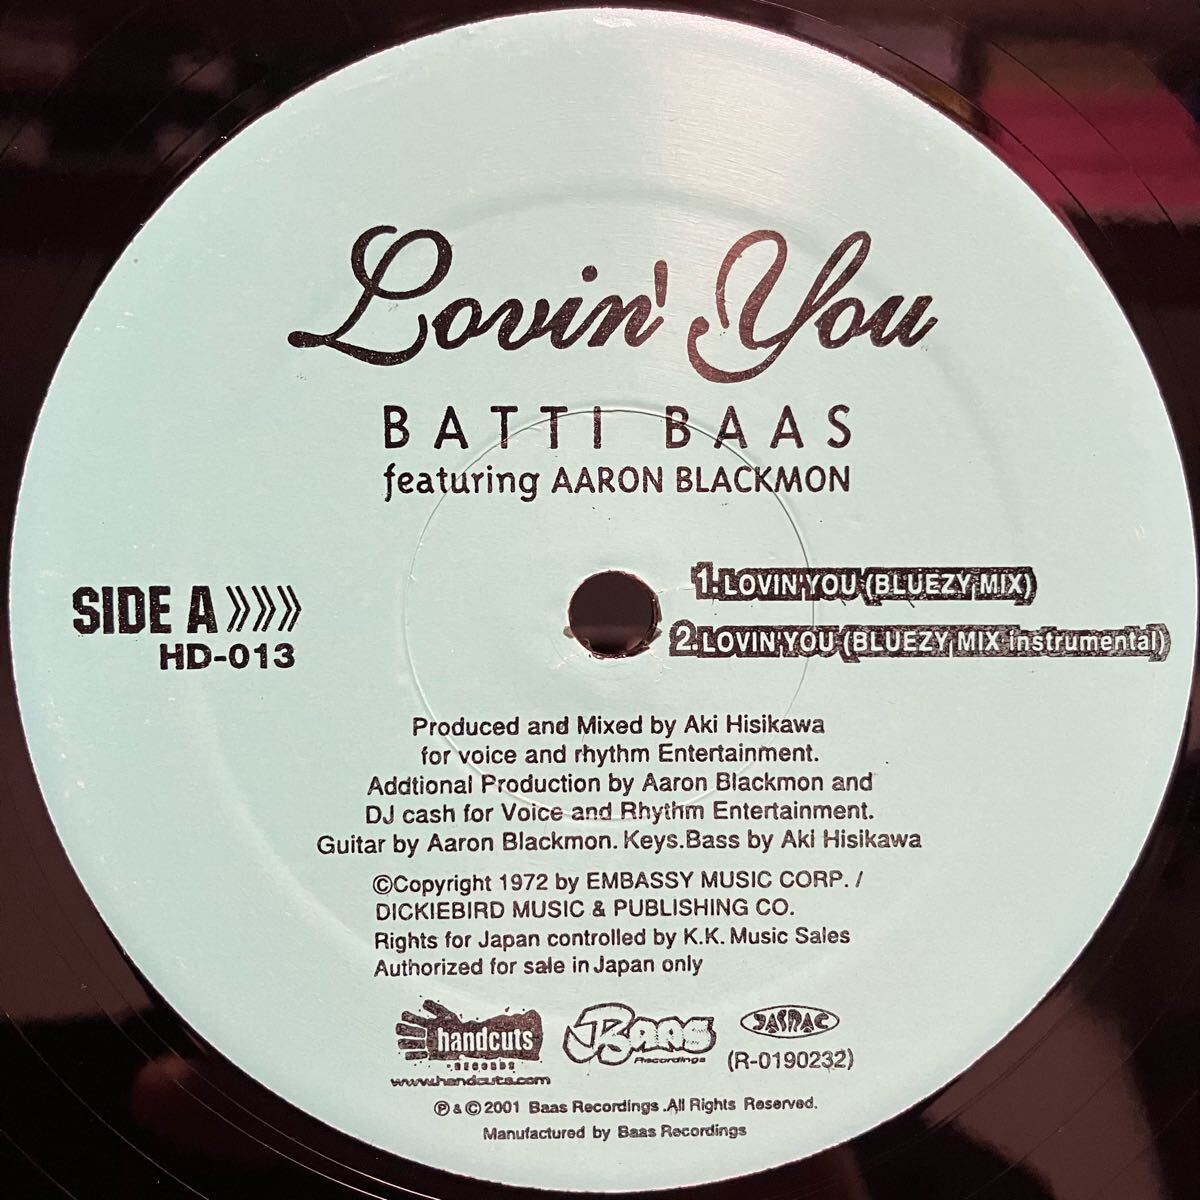 Lovin' You
BATTI BAAS
featuring AARON BLACKMON
SIDE A
HD-013
1. LOVIN' YOU (BLUEZY MIX)
2. LOVIN' YOU (BLUEZY MIX instrumental)
Produced and Mixed by Aki Hisikawa
for voice and rhythm Entertainment.
Addtional Production by Aaron Blackmon and
DJ cash for Voice and Rhythm Entertainment.
Guitar by Aaron Blackmon. Keys.Bass by Aki Hisikawa
©Copyright 1972 by EMBASSY MUSIC CORP. /
DICKIEBIRD MUSIC & PUBLISHING CO.
Rights for Japan controlled by K.K. Music Sales
Authorized for sale in Japan only
handcuts
RECORDS
www.handcuts.com
BAAS
Recordings
JASRAC
(R-0190232)
℗ & © 2001 Baas Recordings .All Rights Reserved.
Manufactured by Baas Recordings